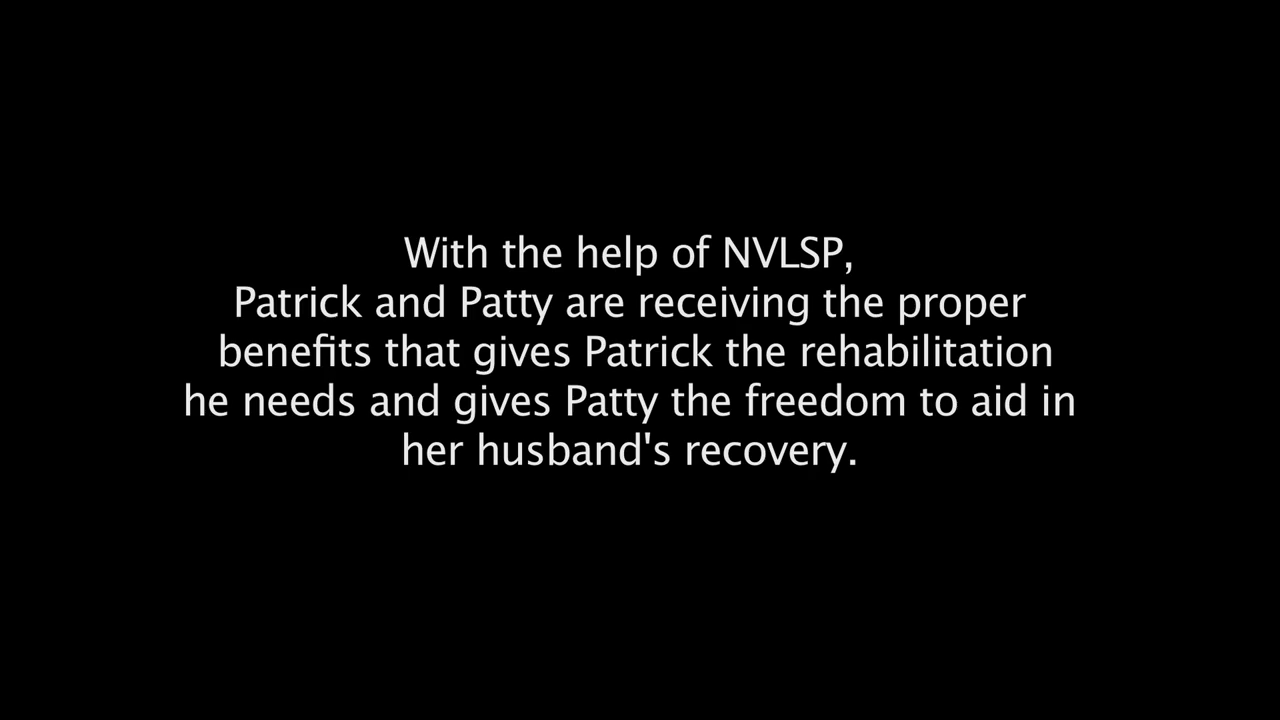 With the help of NVLSP,
Patrick and Patty are receiving the proper
benefits that gives Patrick the rehabilitation
he needs and gives Patty the freedom to aid in
her husband's recovery.